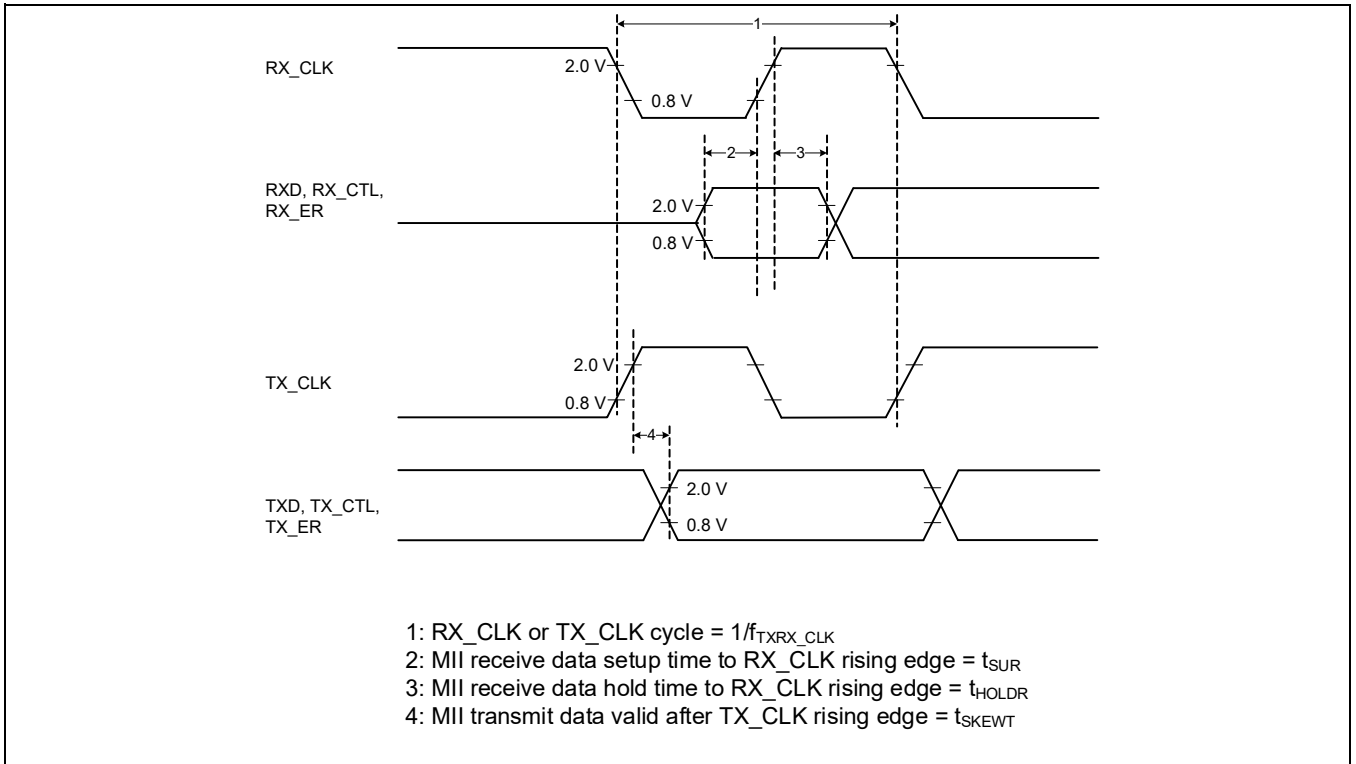 1
RX_CLK
2.0 V
0.8 V
2
3
RXD, RX_CTL,
RX_ER
2.0 V
0.8 V
TX_CLK
2.0 V
0.8 V
4
TXD, TX_CTL,
TX_ER
2.0 V
0.8 V
1: RX_CLK or TX_CLK cycle = 1/fTXRX_CLK
2: MII receive data setup time to RX_CLK rising edge = tSUR
3: MII receive data hold time to RX_CLK rising edge = tHOLDR
4: MII transmit data valid after TX_CLK rising edge = tSKEWT